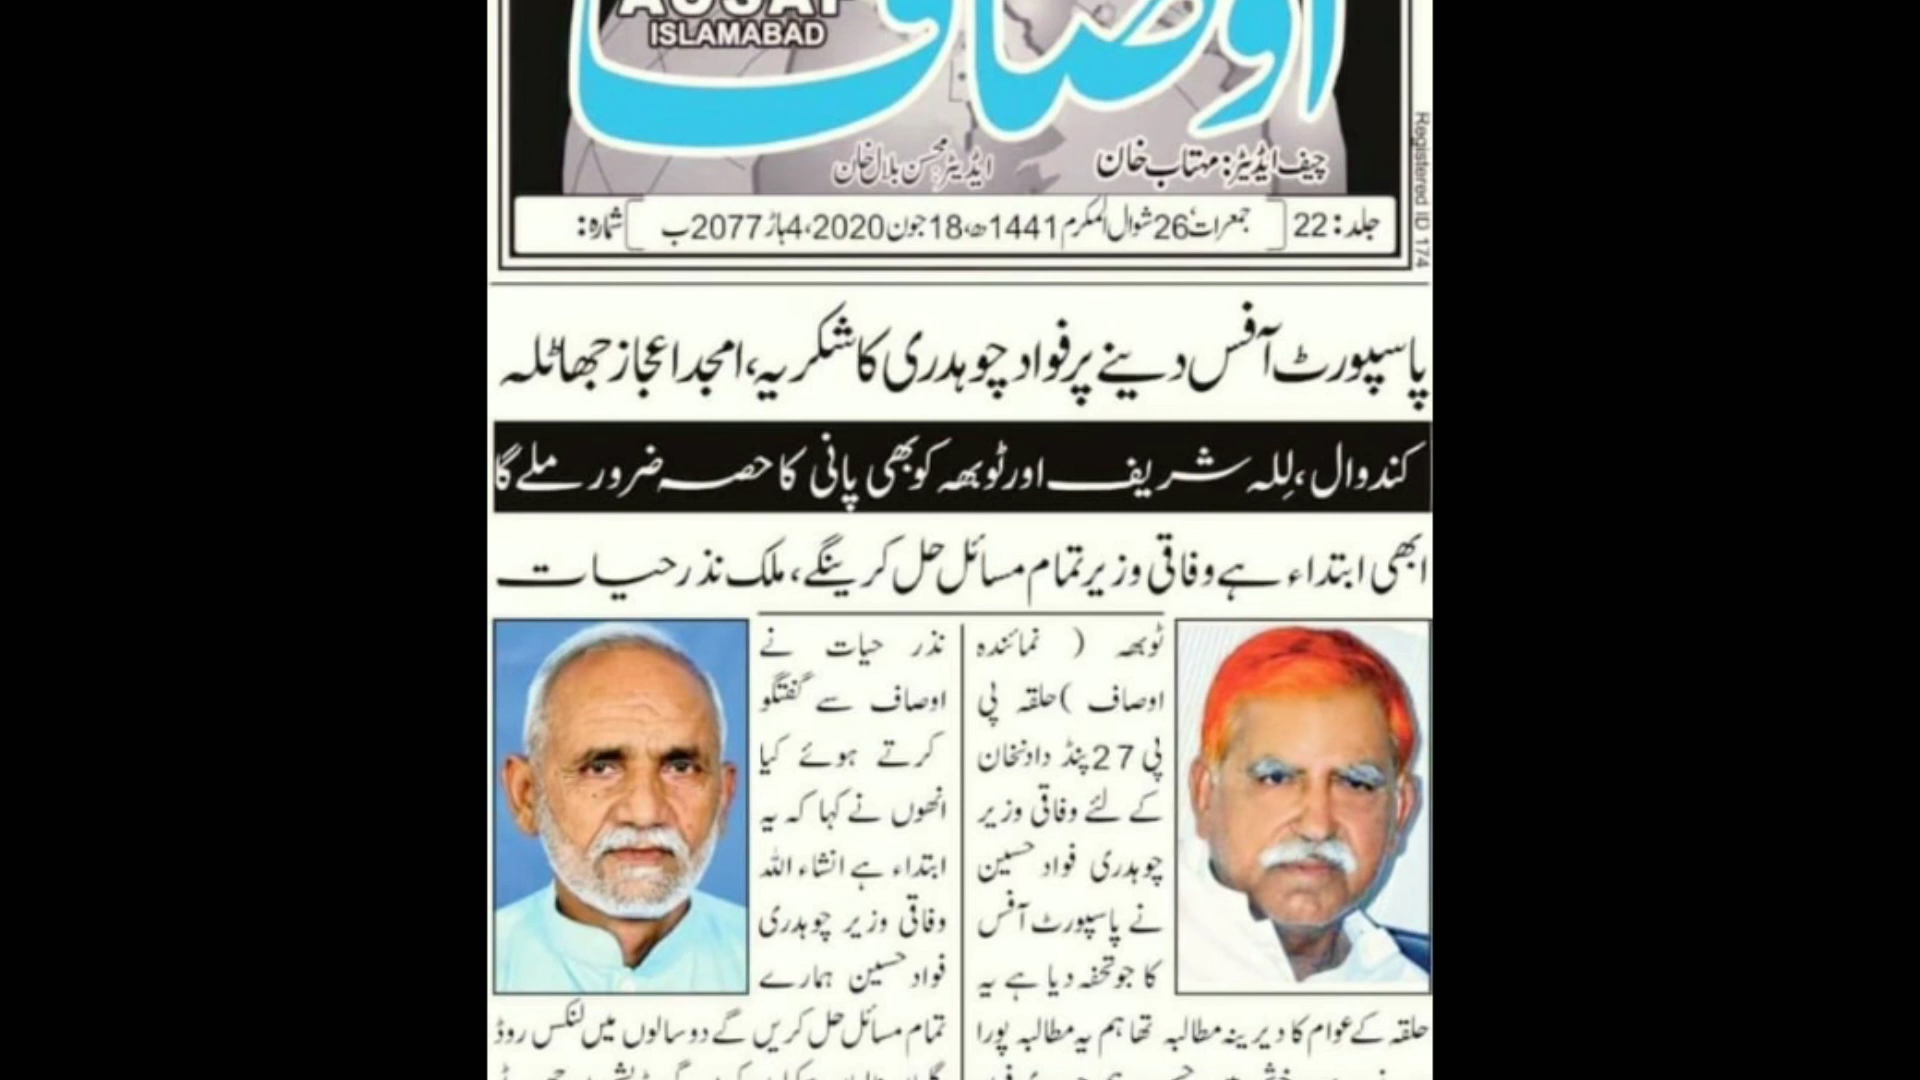 AUSAF
ISLAMABAD
اوصاف
چیف ایڈیٹر: مہتاب خان
ایڈیٹر: محسن بلال خان
Registered ID 174
جلد: 22
جمعرات، 26 شوال المکرم 1441ھ، 18 جون 2020، 4 ہاڑ 2077ب
شمارہ:
پاسپورٹ آفس دینے پر فواد چوہدری کا شکریہ، امجد اعجاز جھاٹلہ
کندوال، لِلہ شریف اور ٹوبھہ کو بھی پانی کا حصہ ضرور ملے گا
ابھی ابتداء ہے وفاقی وزیر تمام مسائل حل کرینگے، ملک نذر حیات
ٹوبھہ ( نمائندہ
اوصاف )حلقہ پی
پی 27 پنڈ دادنخان
کے لئے وفاقی وزیر
چوہدری فواد حسین
نے پاسپورٹ آفس
کا جو تحفہ دیا ہے یہ
حلقہ کے عوام کا دیرینہ مطالبہ تھا ہم یہ مطالبہ پورا
نذر حیات نے
اوصاف سے گفتگو
کرتے ہوئے کیا
انھوں نے کہا کہ یہ
ابتداء ہے انشاء اللہ
وفاقی وزیر چوہدری
فواد حسین ہمارے
تمام مسائل حل کریں گے دو سالوں میں لنکس روڈ